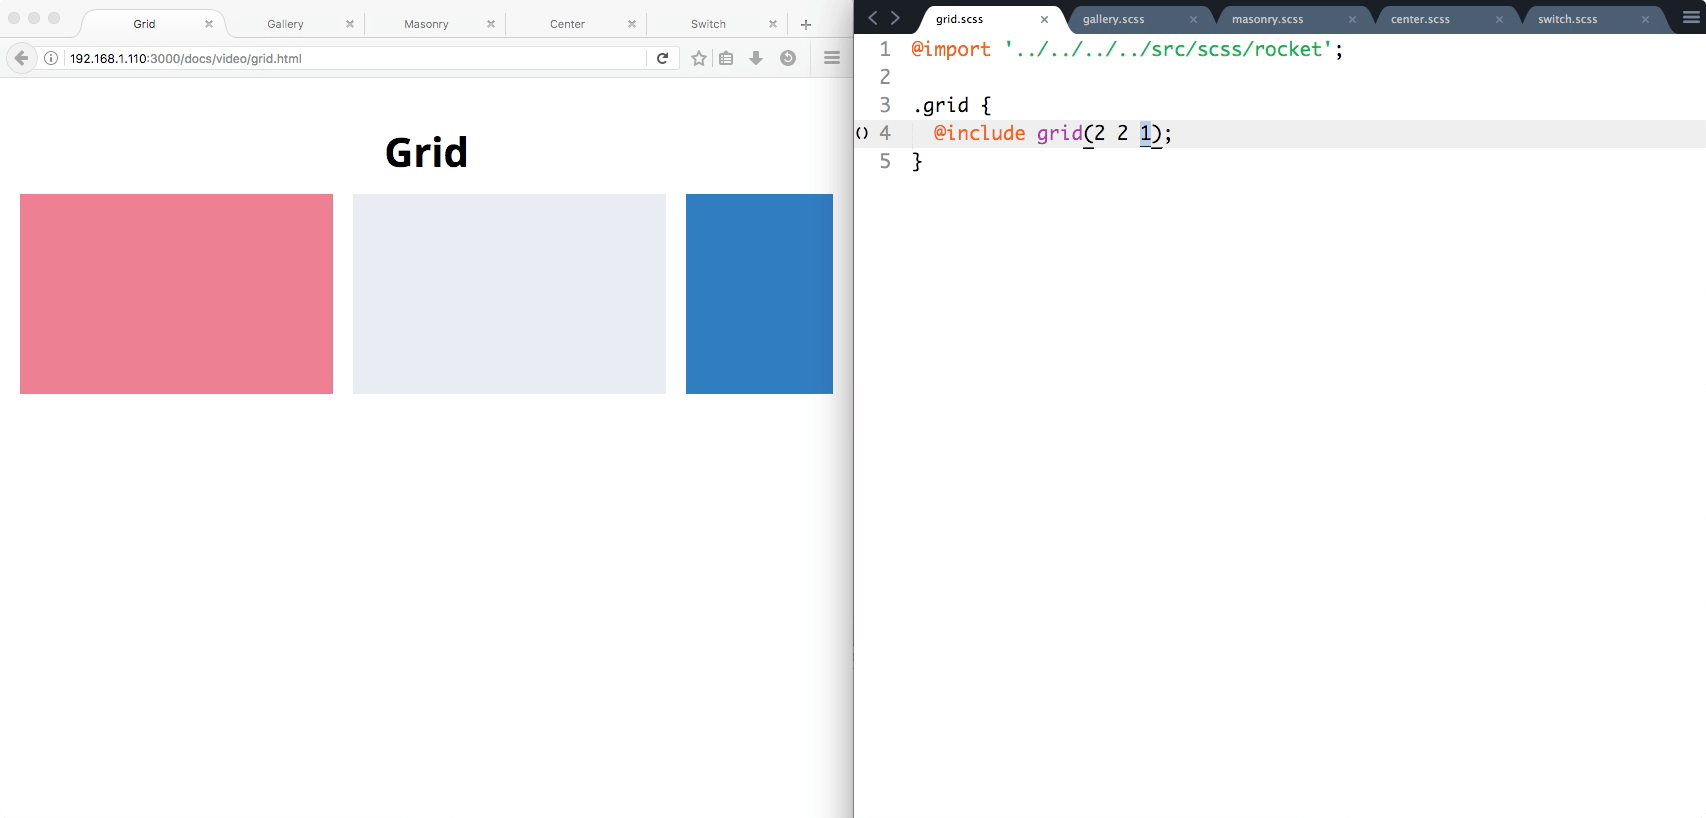 Grid Gallery Masonry Center Switch
192.168.1.110:3000/docs/video/grid.html
Grid
grid.scss gallery.scss masonry.scss center.scss switch.scss
1 @import '../../../../src/scss/rocket';
2
3 .grid {
() 4 @include grid(2 2 1);
5 }